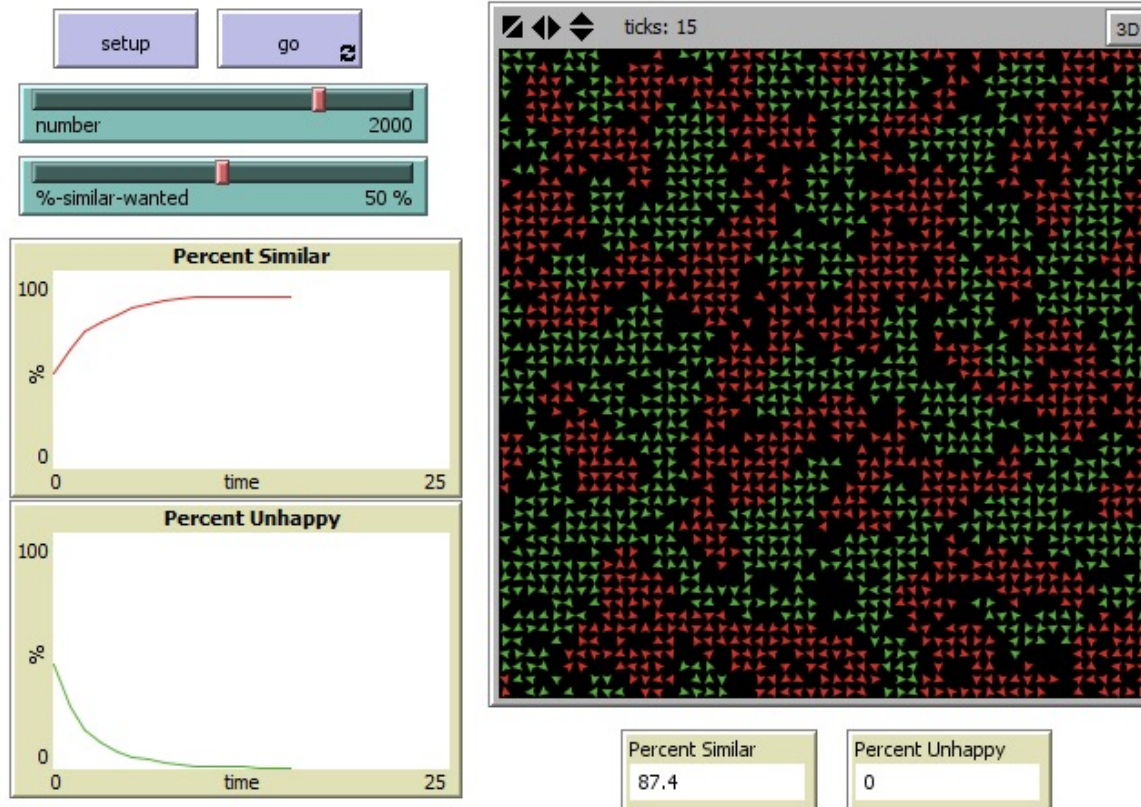 setup
go
number 2000
%-similar-wanted 50 %
Percent Similar
100
%
0
0 time 25
Percent Unhappy
100
%
0
0 time 25
ticks: 15
3D
Percent Similar
87.4
Percent Unhappy
0